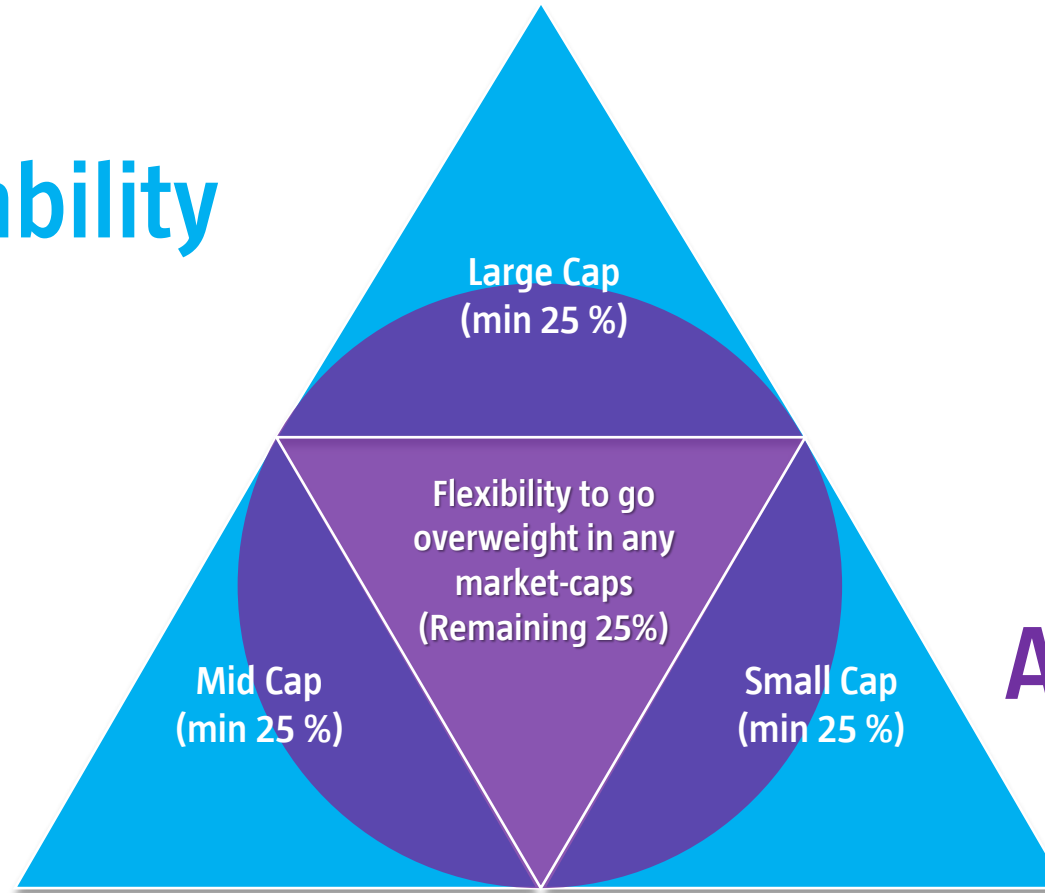 ability
Large Cap
(min 25 %)
Flexibility to go
overweight in any
market-caps
(Remaining 25%)
Mid Cap
(min 25 %)
Small Cap
(min 25 %)
A